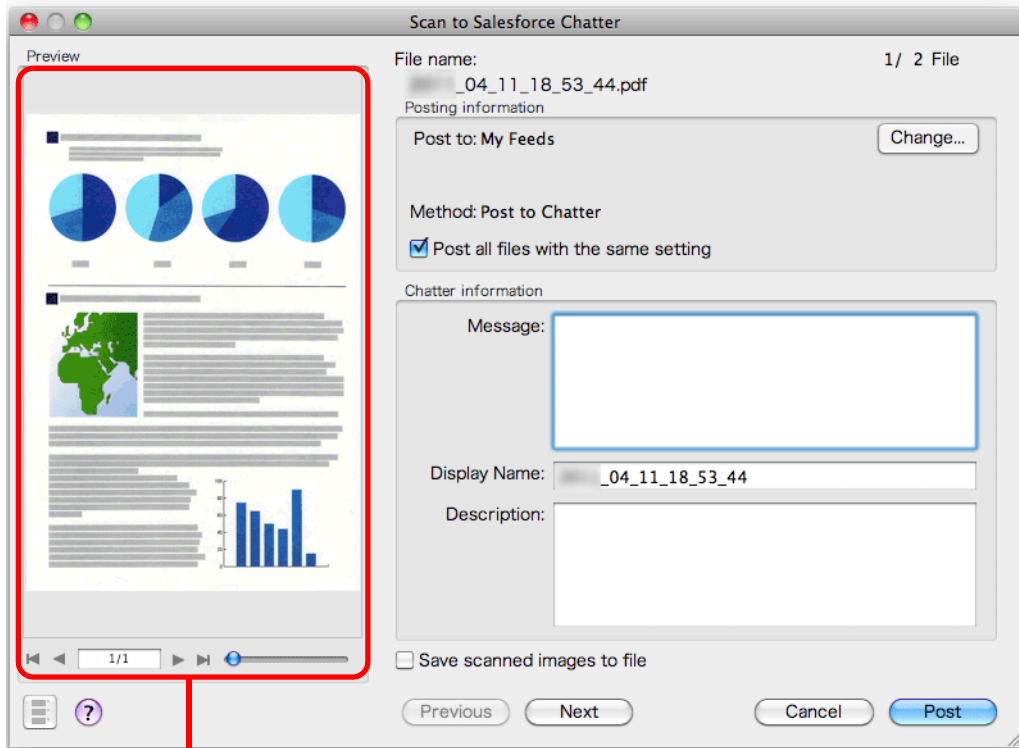 Scan to Salesforce Chatter
Preview
File name:
1/ 2 File
_04_11_18_53_44.pdf
Posting information
Post to: My Feeds
Change...
Method: Post to Chatter
Post all files with the same setting
Chatter information
Message:
Display Name:
_04_11_18_53_44
Description:
1/1
Save scanned images to file
?
Previous
Next
Cancel
Post